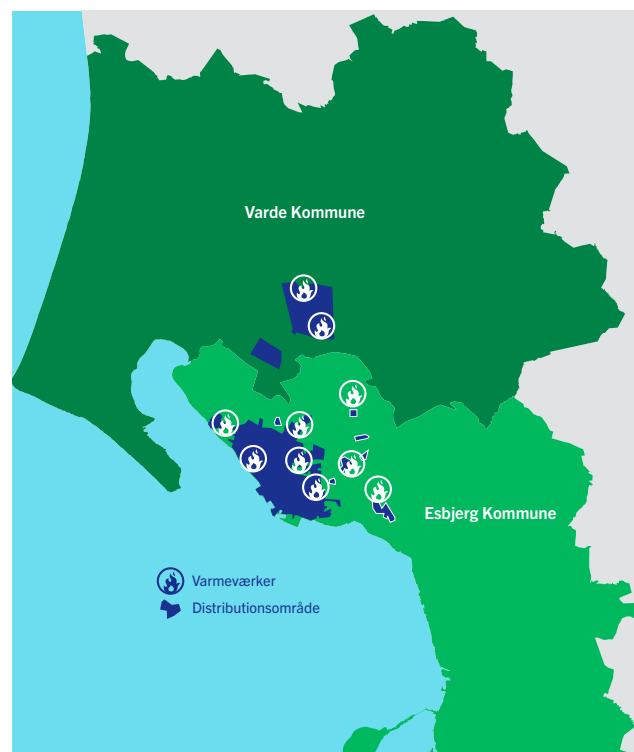 Varde Kommune
Esbjerg Kommune
Varmeværker
Distributionsområde